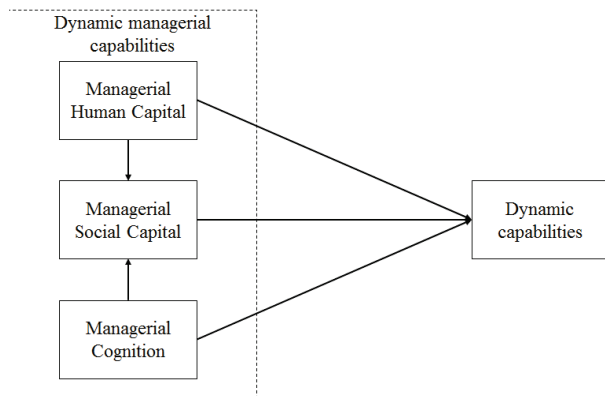 Dynamic managerial
capabilities
Managerial
Human Capital
Managerial
Social Capital
Dynamic
capabilities
Managerial
Cognition